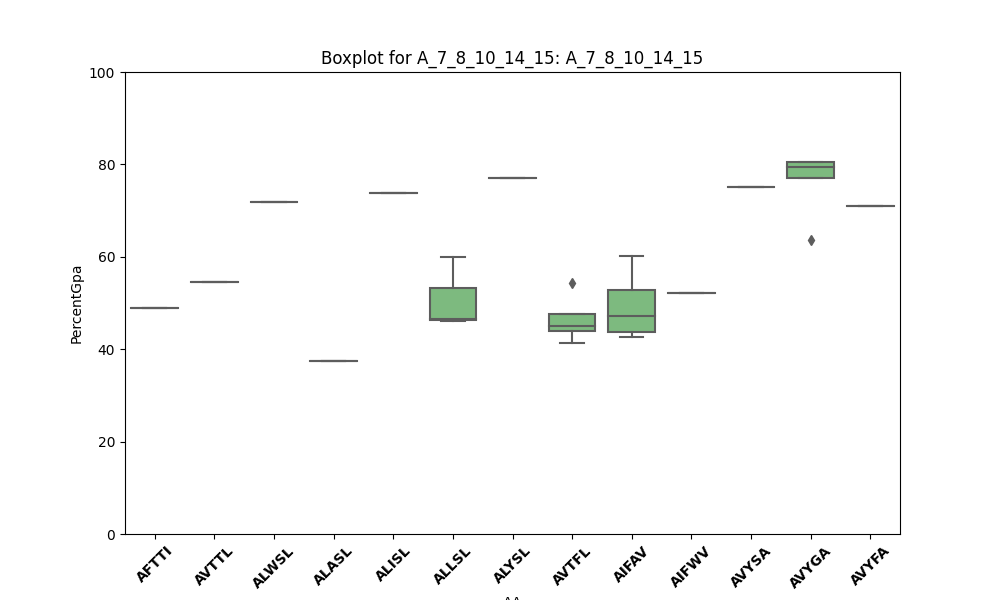 Boxplot for A_7_8_10_14_15: A_7_8_10_14_15
100
80
60
40
20
0
PercentGpa
AFTTI
AVTTL
ALWSL
ALASL
ALISL
ALLSL
ALYSL
AVTFL
AIFAV
AIFWV
AVYSA
AVYGA
AVYFA